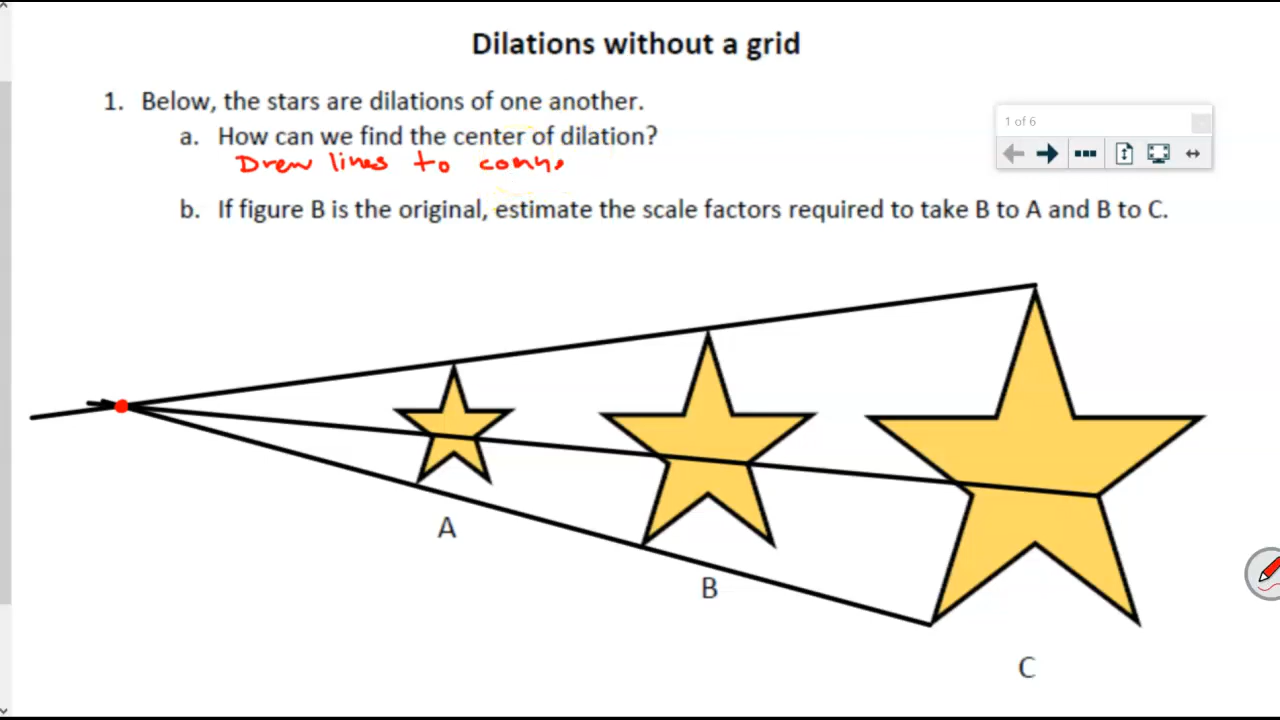 Dilations without a grid
1. Below, the stars are dilations of one another.
a. How can we find the center of dilation?
Draw lines to
b. If figure B is the original, estimate the scale factors required to take B to A and B to C.
1 of 6
A
B
C